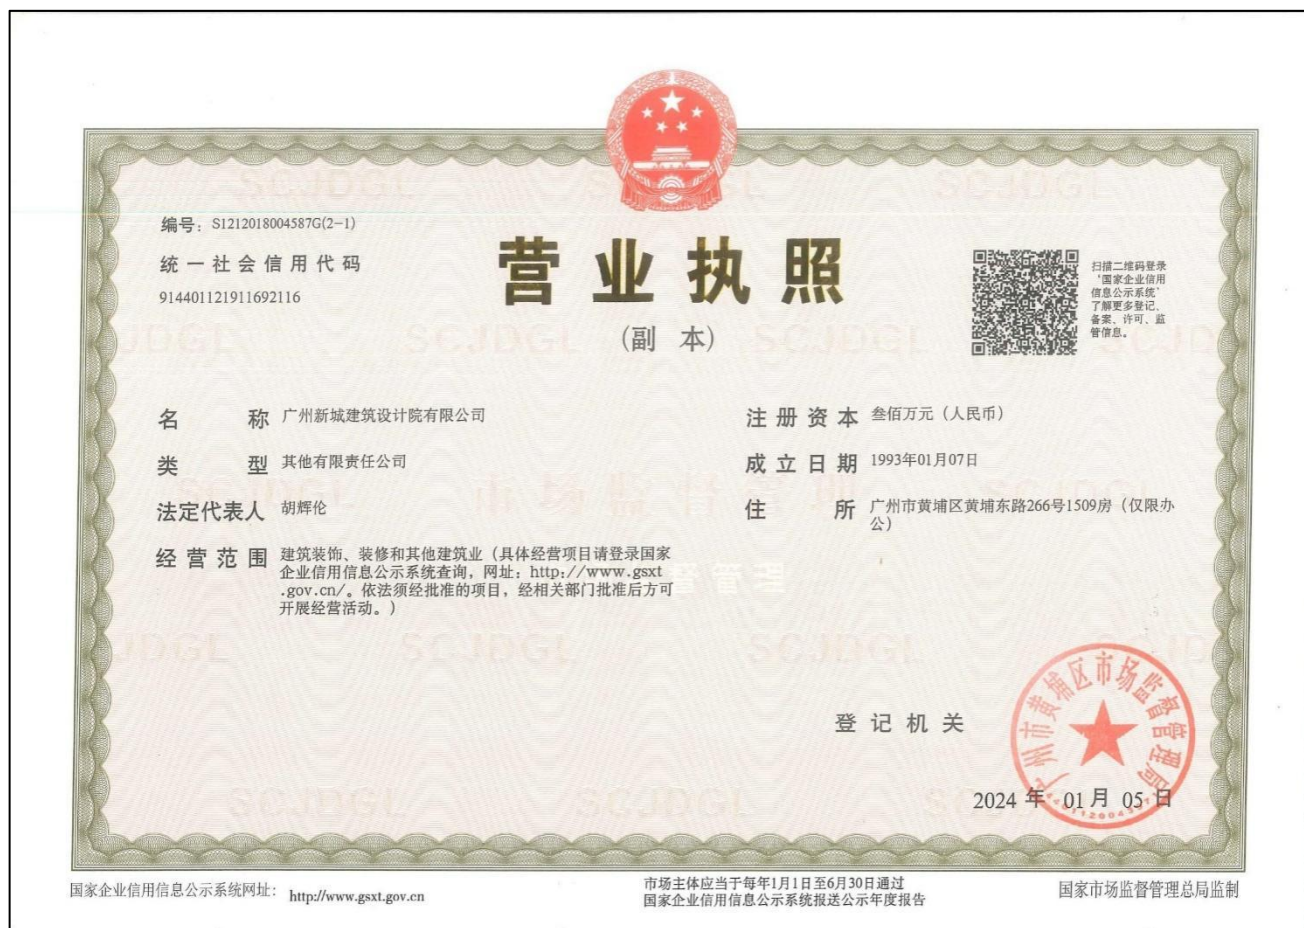 编号：S1212018004587G(2-1)
统一社会信用代码
914401121911692116
营业执照
(副 本)
扫描二维码登录
‘国家企业信用
信息公示系统’
了解更多登记、
备案、许可、监
管信息。
名 称 广州新城建筑设计院有限公司
类 型 其他有限责任公司
法定代表人 胡辉伦
经营范围 建筑装饰、装修和其他建筑业（具体经营项目请登录国家
企业信用信息公示系统查询，网址：http://www.gsxt
.gov.cn/。依法须经批准的项目，经相关部门批准后方可
开展经营活动。）
注册资本 叁佰万元（人民币）
成立日期 1993年01月07日
住 所 广州市黄埔区黄埔东路266号1509房（仅限办
公）
登记机关
广州市黄埔区市场监督管理局
2024 年 01 月 05 日
国家企业信用信息公示系统网址： http://www.gsxt.gov.cn
市场主体应当于每年1月1日至6月30日通过
国家企业信用信息公示系统报送公示年度报告
国家市场监督管理总局监制
SCJDGL